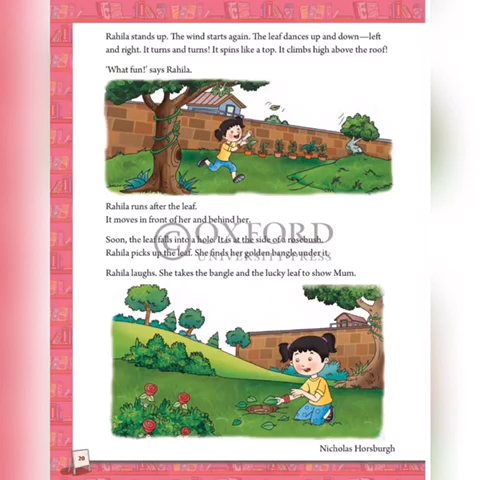 Rahila stands up. The wind starts again. The leaf dances up and down—left
and right. It turns and turns! It spins like a top. It climbs high above the roof!
'What fun!' says Rahila.
Rahila runs after the leaf.
It moves in front of her and behind her.
Soon, the leaf falls into a hole. It is at the side of a rosebush.
Rahila picks up the leaf. She finds her golden bangle under it.
© OXFORD
UNIVERSITY PRESS
Rahila laughs. She takes the bangle and the lucky leaf to show Mum.
Nicholas Horsburgh
20